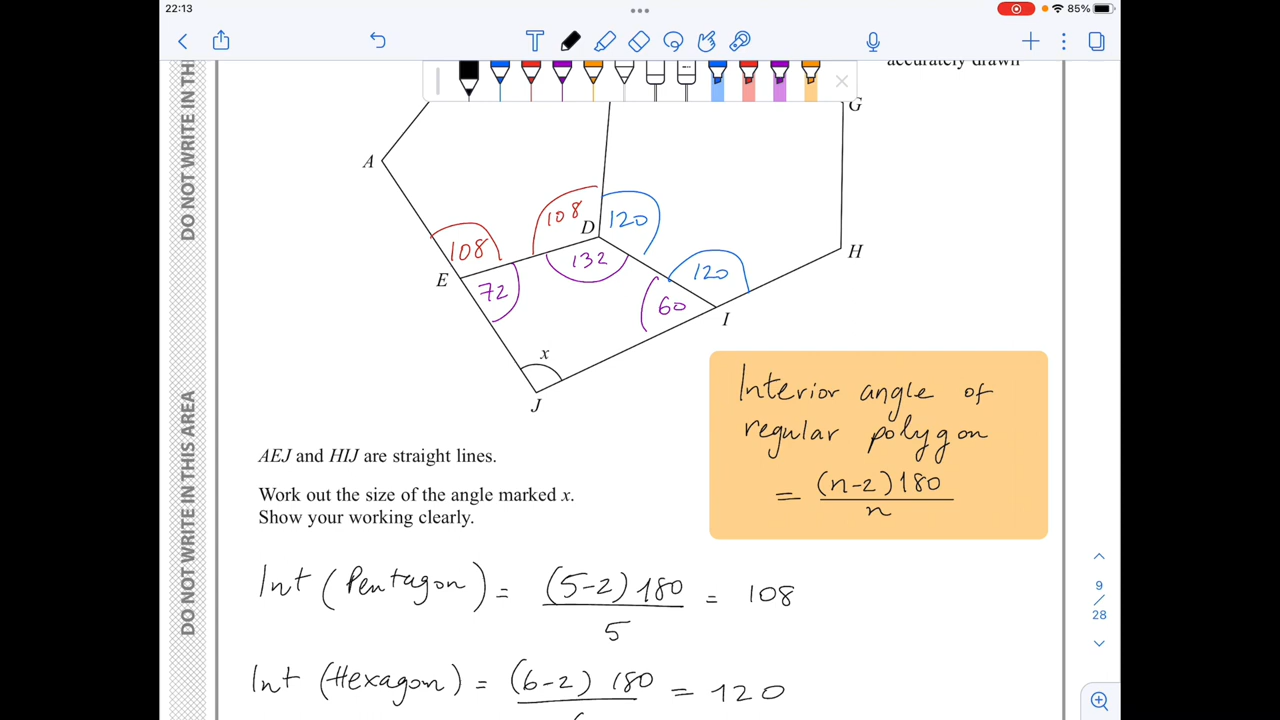 22:13
85%
accurately drawn
G
A
108
D
120
108
132
120
H
E
72
60
I
x
J
Interior angle of
regular polygon
= (n-2)180
n
AEJ and HIJ are straight lines.
Work out the size of the angle marked x.
Show your working clearly.
Int (Pentagon) = (5-2)180 = 108
5
Int (Hexagon) = (6-2) 180 = 120
9
/
28
DO NOT WRITE IN TH
DO NOT WRITE IN THIS AREA